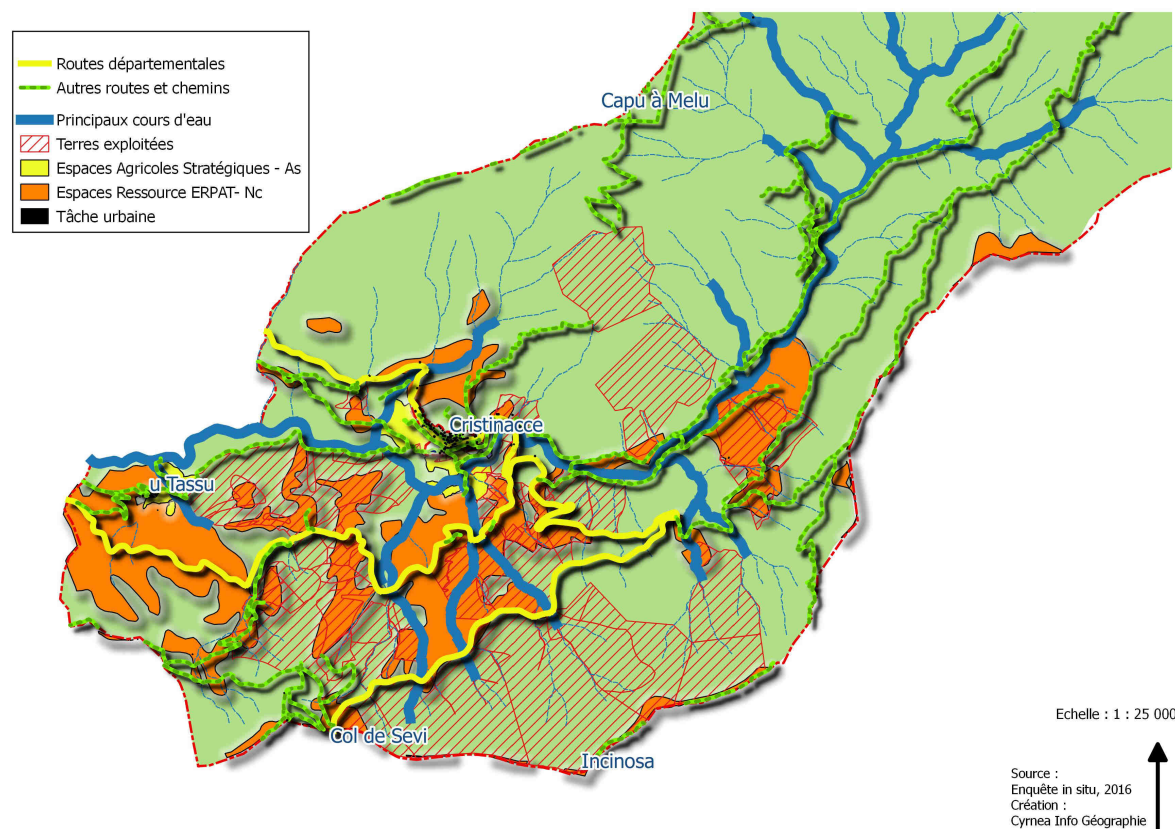 Routes départementales
Autres routes et chemins
Principaux cours d'eau
Terres exploitées
Espaces Agricoles Stratégiques - As
Espaces Ressource ERPAT- Nc
Tâche urbaine
Capu à Melu
Cristinacce
u Tassu
Col de Sevi
Incinosa
Echelle : 1 : 25 000
Source :
Enquête in situ, 2016
Création :
Cyrnea Info Géographie